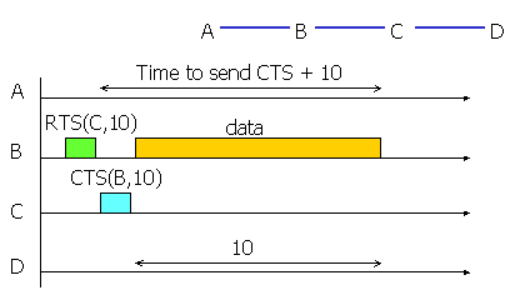 A B C D
Time to send CTS + 10
A
RTS(C,10)
data
B
CTS(B,10)
C
10
D